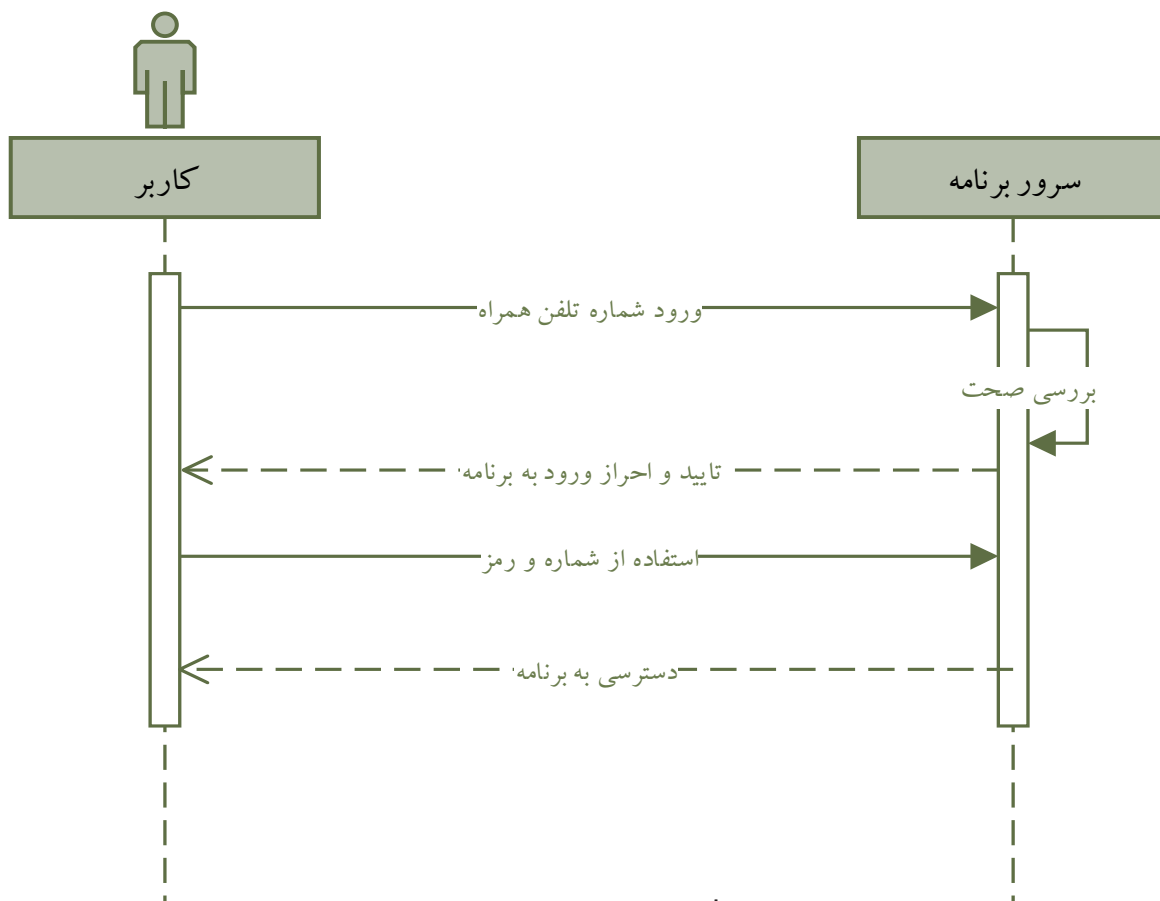 کاربر
سرور برنامه
ورود شماره تلفن همراه
بررسی صحت
تایید و احراز ورود به برنامه
استفاده از شماره و رمز
دسترسی به برنامه